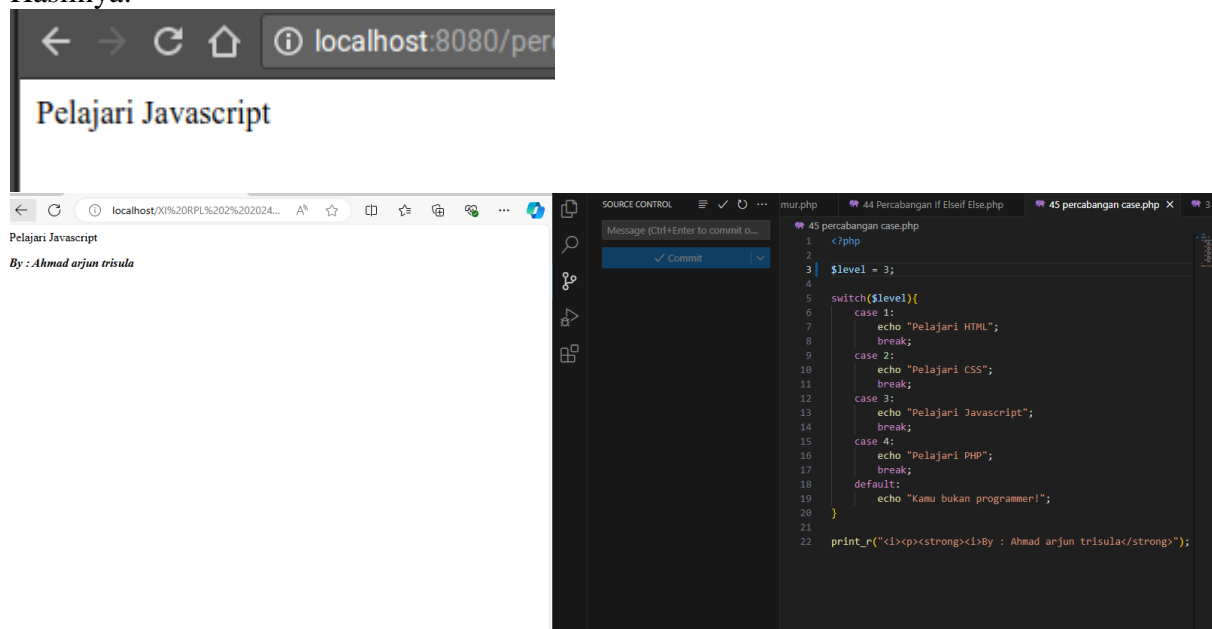 localhost:8080/per
Pelajari Javascript
localhost/XI%20RPL%202%202024...
Pelajari Javascript
By : Ahmad arjun trisula
SOURCE CONTROL
Message (Ctrl+Enter to commit o...
Commit
mur.php
44 Percabangan If Elseif Else.php
45 percabangan case.php
3
45 percabangan case.php
1 <?php
2
3 $level = 3;
4
5 switch($level){
6 case 1:
7 echo "Pelajari HTML";
8 break;
9 case 2:
10 echo "Pelajari CSS";
11 break;
12 case 3:
13 echo "Pelajari Javascript";
14 break;
15 case 4:
16 echo "Pelajari PHP";
17 break;
18 default:
19 echo "Kamu bukan programmer!";
20 }
21
22 print_r("<i><p><strong><i>By : Ahmad arjun trisula</strong>");